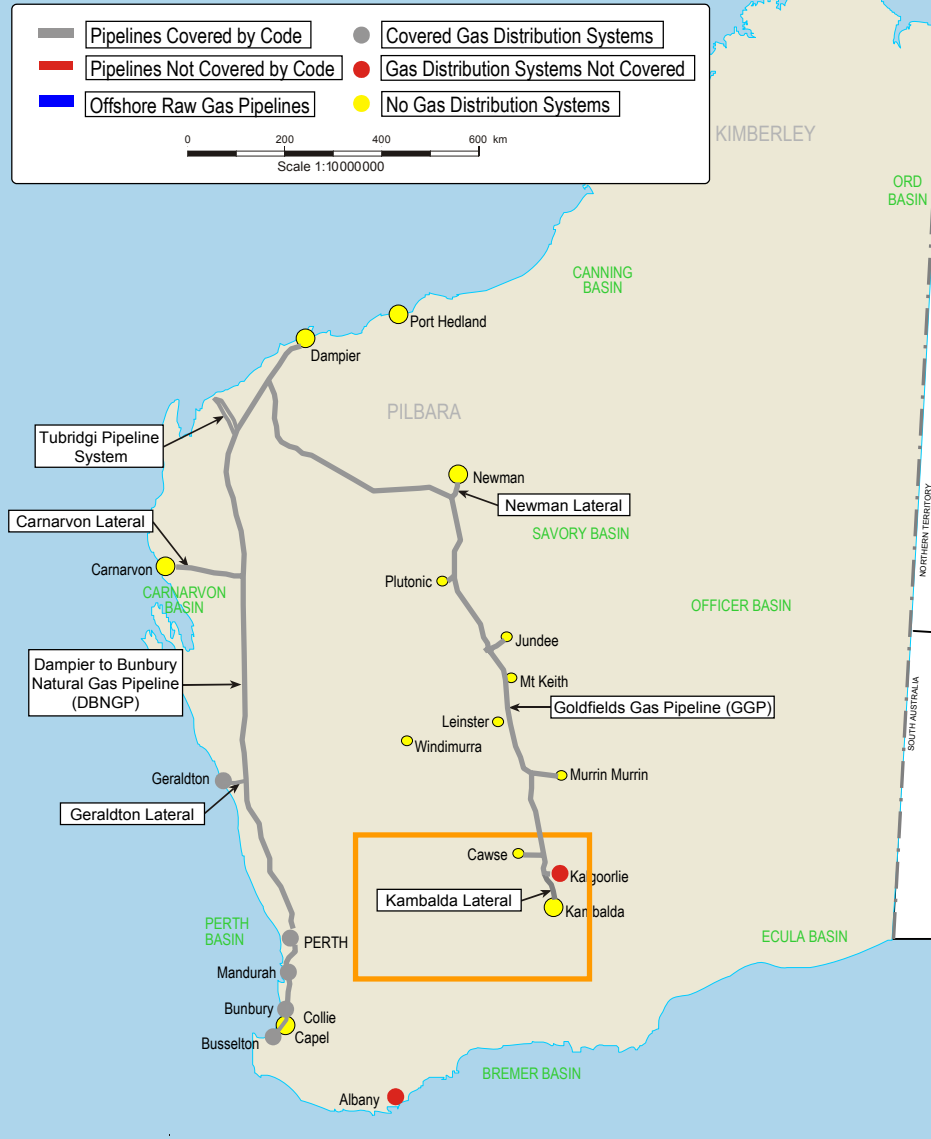 Pipelines Covered by Code
Covered Gas Distribution Systems
Pipelines Not Covered by Code
Gas Distribution Systems Not Covered
Offshore Raw Gas Pipelines
No Gas Distribution Systems
0 200 400 600 km
Scale 1:10000000
KIMBERLEY
ORD
BASIN
CANNING
BASIN
Port Hedland
Dampier
PILBARA
Tubridgi Pipeline
System
Newman
Newman Lateral
Carnarvon Lateral
SAVORY BASIN
NORTHERN TERRITORY
Carnarvon
Plutonic
CARNARVON
BASIN
OFFICER BASIN
Jundee
Dampier to Bunbury
Natural Gas Pipeline
(DBNGP)
Mt Keith
Goldfields Gas Pipeline (GGP)
SOUTH AUSTRALIA
Leinster
Windimurra
Geraldton
Murrin Murrin
Geraldton Lateral
Cawse
Kalgoorlie
Kambalda Lateral
Kambalda
PERTH
BASIN
PERTH
ECULA BASIN
Mandurah
Bunbury
Collie
Capel
Busselton
BREMER BASIN
Albany